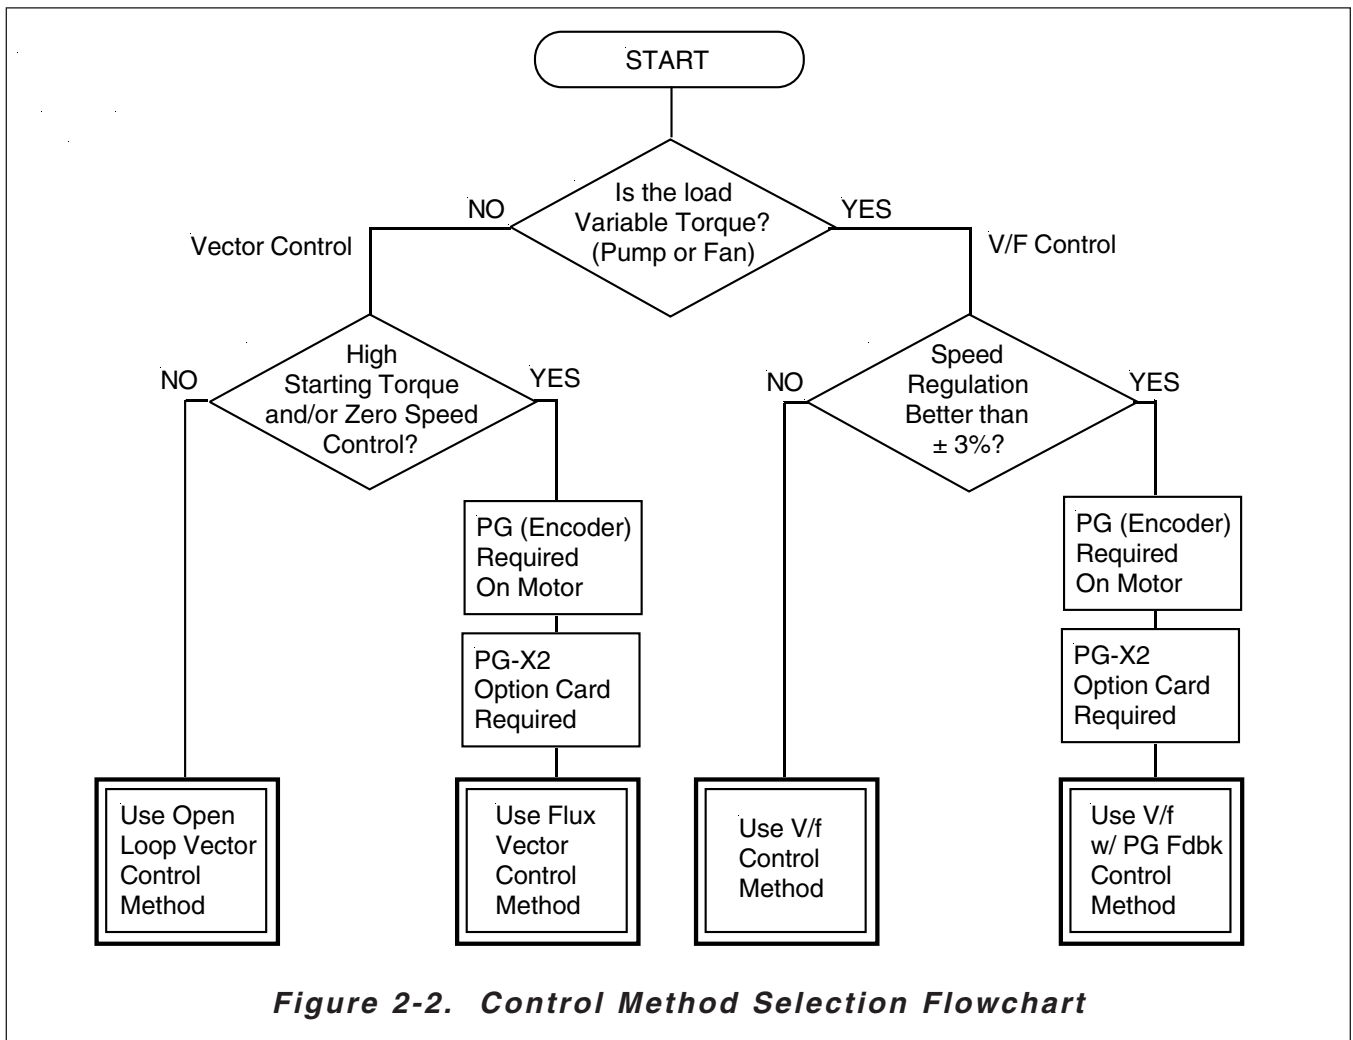 START
Is the load
Variable Torque?
(Pump or Fan)
NO
YES
Vector Control
V/F Control
High
Starting Torque
and/or Zero Speed
Control?
NO
YES
Speed
Regulation
Better than
± 3%?
NO
YES
PG (Encoder)
Required
On Motor
PG (Encoder)
Required
On Motor
PG-X2
Option Card
Required
PG-X2
Option Card
Required
Use Open
Loop Vector
Control
Method
Use Flux
Vector
Control
Method
Use V/f
Control
Method
Use V/f
w/ PG Fdbk
Control
Method
Figure 2-2. Control Method Selection Flowchart